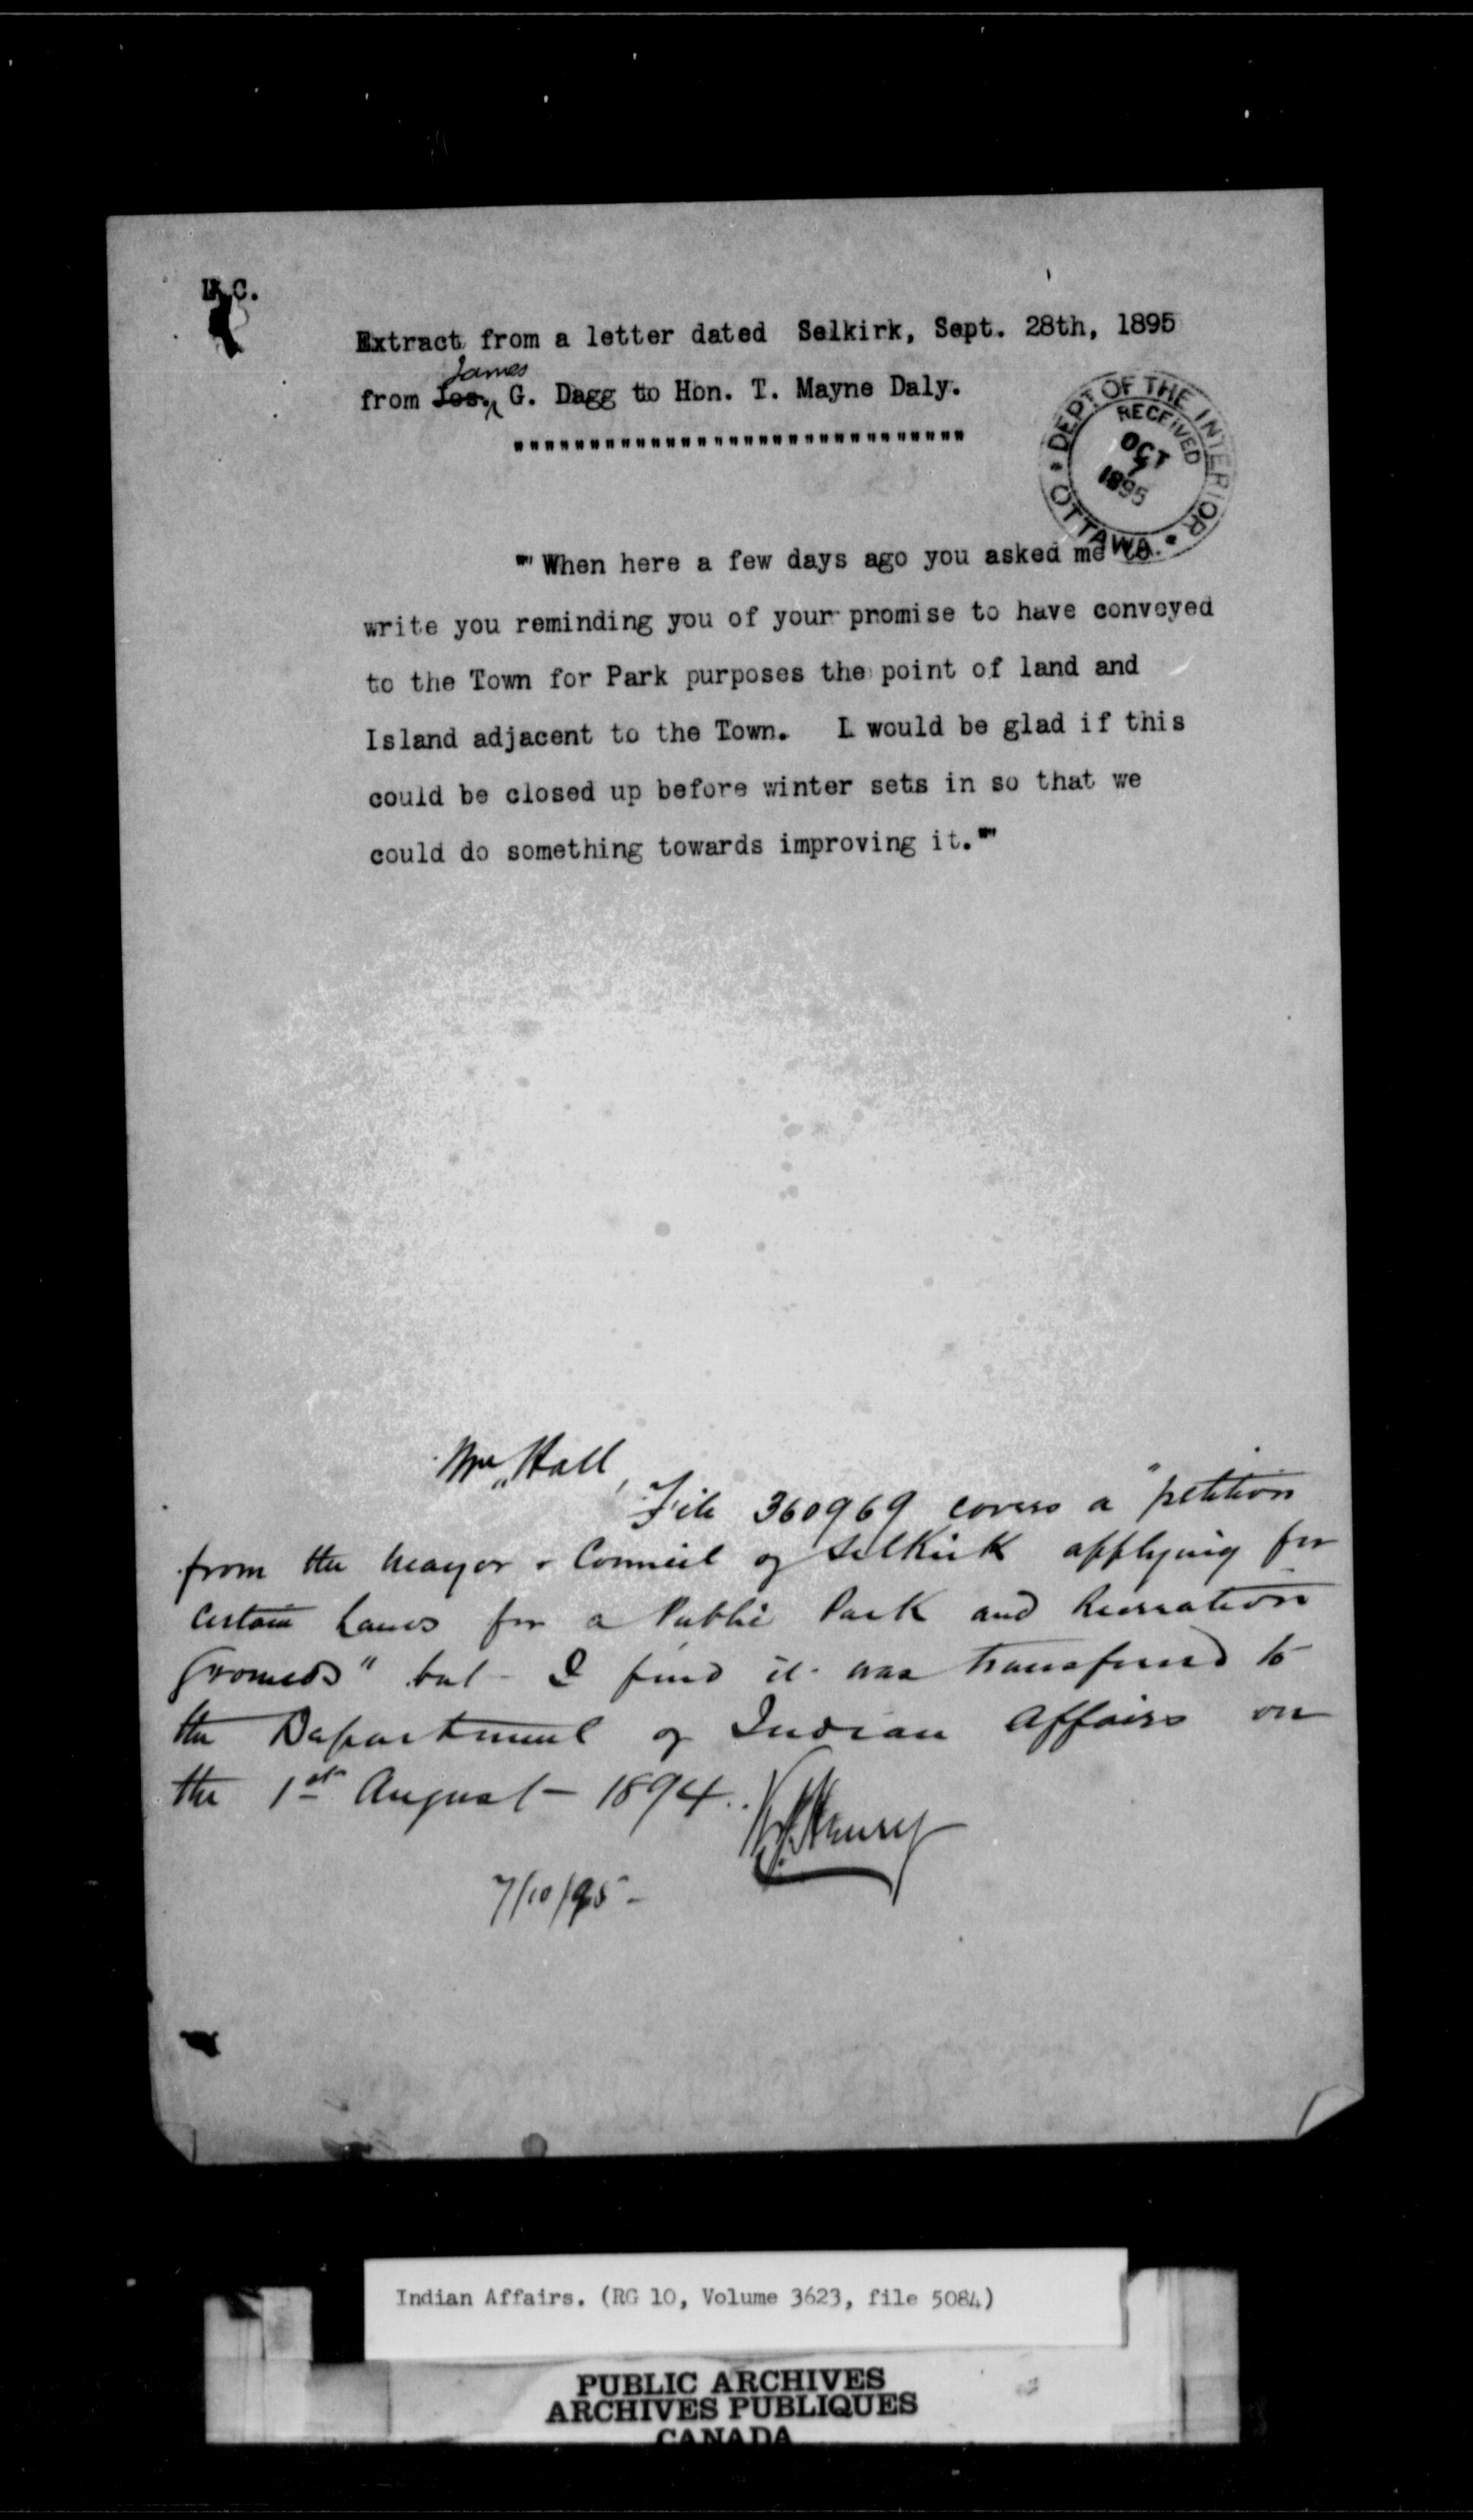 Extract from a letter dated Selkirk, Sept. 28th, 1895
James
from Jos. G. Dagg to Hon. T. Mayne Daly.
""""""""""""""""""""""""""""""
DEPT OF THE INTERIOR
RECEIVED
OCT
7
1895
OTTAWA.
"When here a few days ago you asked me to
write you reminding you of your promise to have conveyed
to the Town for Park purposes the point of land and
Island adjacent to the Town. I would be glad if this
could be closed up before winter sets in so that we
could do something towards improving it."
Mr. Hall,
File 360969 covers a "petition
from the Mayor & Council of Selkirk applying for
certain Lands for a Public Park and Recreation
Grounds" but I find it was transferred to
the Department of Indian Affairs on
the 1st August 1894.
7/10/95
Indian Affairs. (RG 10, Volume 3623, file 5084)
PUBLIC ARCHIVES
ARCHIVES PUBLIQUES
CANADA